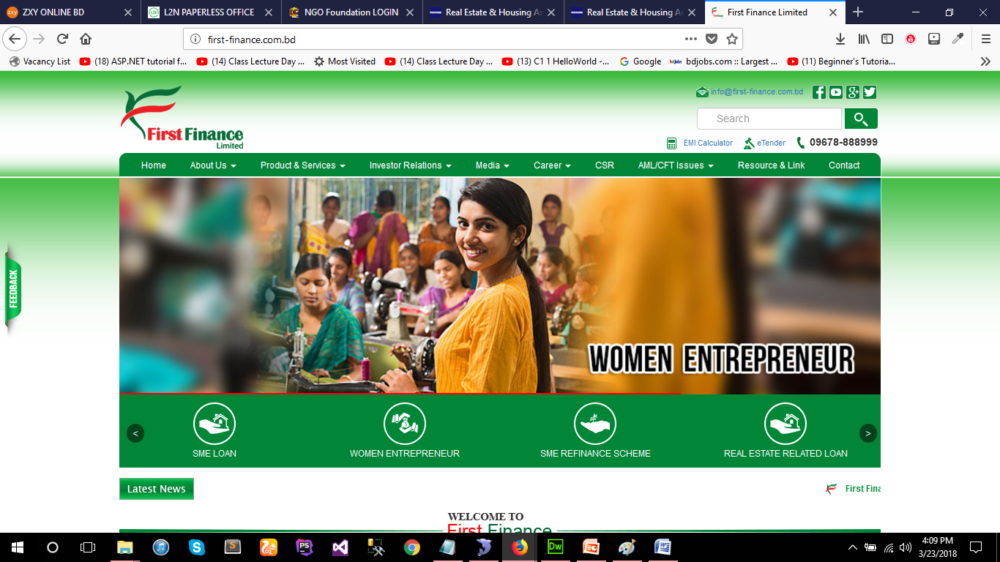 ZXY ONLINE BD
L2N PAPERLESS OFFICE
NGO Foundation LOGIN
Real Estate & Housing As
Real Estate & Housing As
First Finance Limited
first-finance.com.bd
Vacancy List
(18) ASP.NET tutorial f...
(14) Class Lecture Day ...
Most Visited
(14) Class Lecture Day ...
(13) C1 1 HelloWorld -...
Google
bdjobs.com :: Largest ...
(11) Beginner's Tutoria...
First Finance
Limited
info@first-finance.com.bd
Search
EMI Calculator
eTender
09678-888999
Home
About Us
Product & Services
Investor Relations
Media
Career
CSR
AML/CFT Issues
Resource & Link
Contact
FEEDBACK
WOMEN ENTREPRENEUR
<
SME LOAN
WOMEN ENTREPRENEUR
SME REFINANCE SCHEME
REAL ESTATE RELATED LOAN
>
Latest News
First Fina
WELCOME TO
First Finance
4:09 PM
3/23/2018